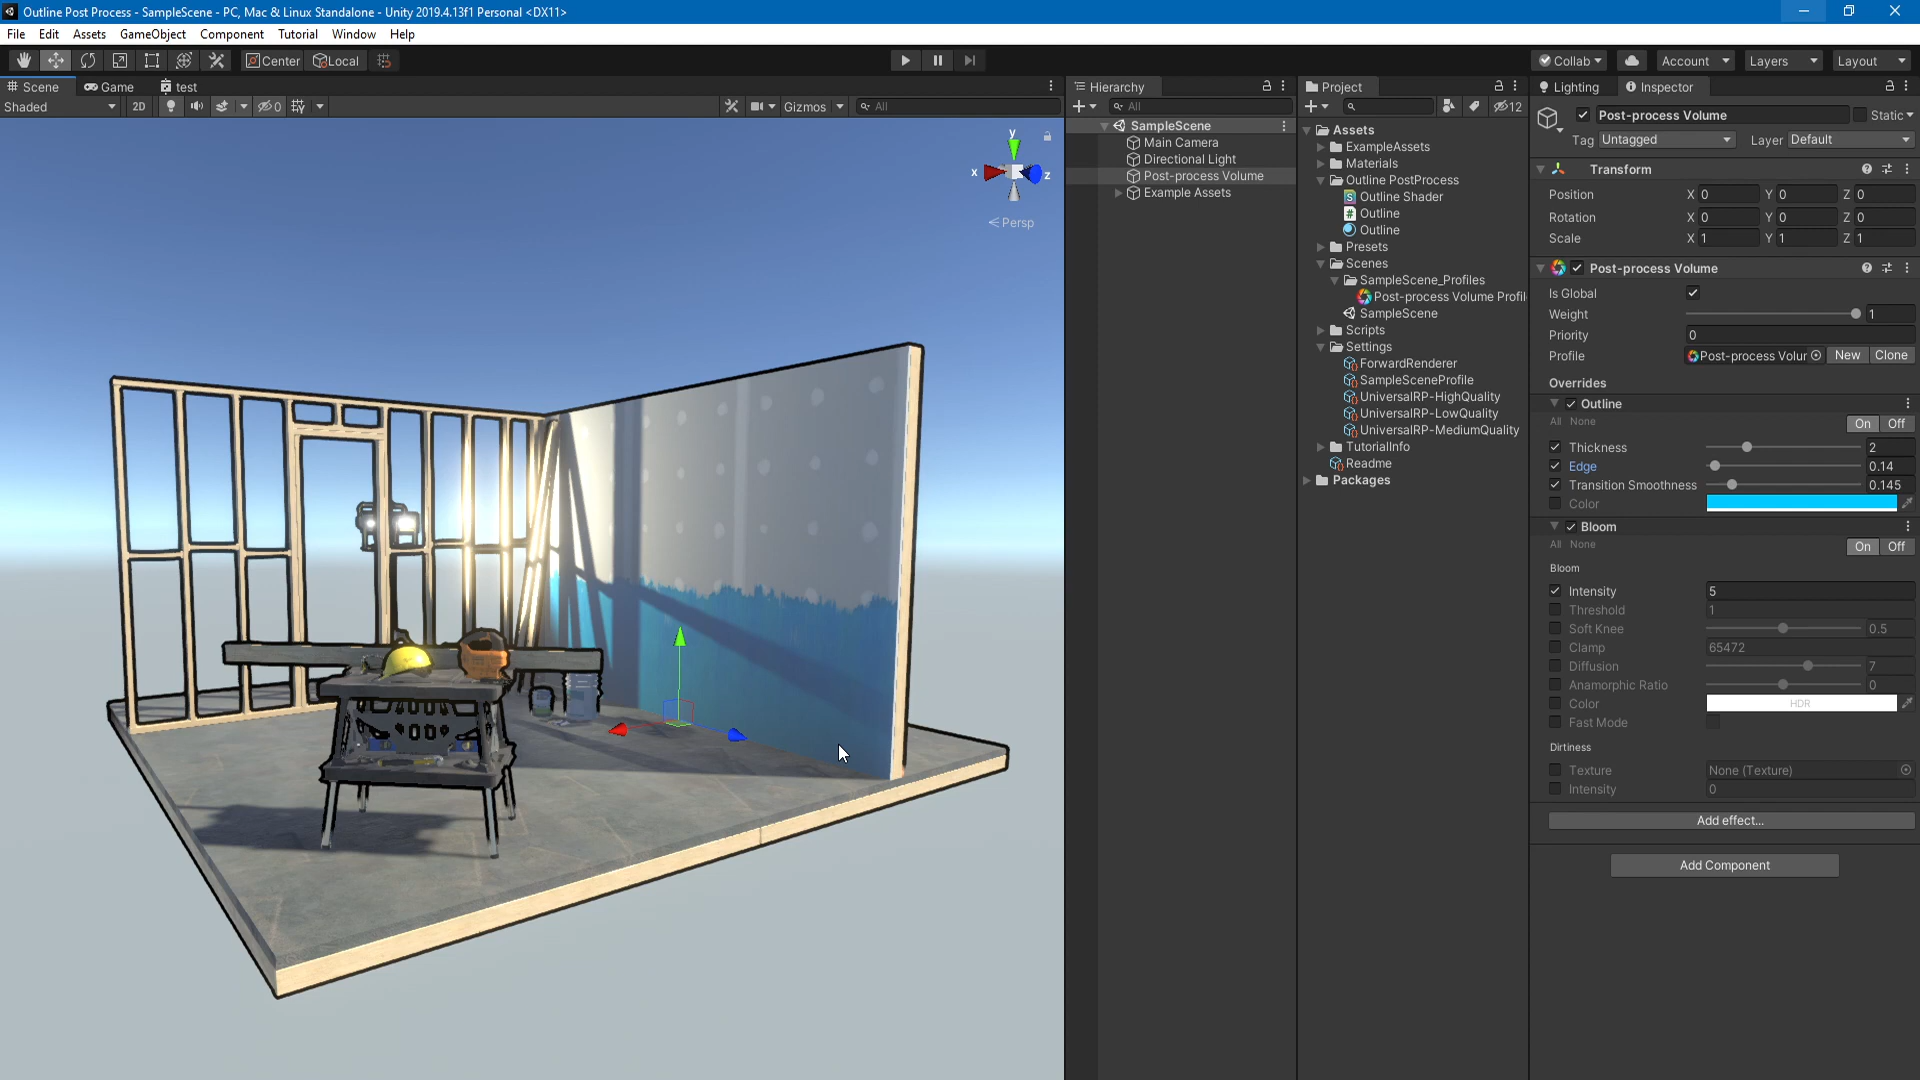 Outline Post Process - SampleScene - PC, Mac & Linux Standalone - Unity 2019.4.13f1 Personal <DX11>
File Edit Assets GameObject Component Tutorial Window Help
Center Local Collab Account Layers Layout
Scene Game test
Shaded 2D 0 Gizmos All
y
x z
Persp
Hierarchy
All
SampleScene
Main Camera
Directional Light
Post-process Volume
Example Assets
Project
12
Assets
ExampleAssets
Materials
Outline PostProcess
Outline Shader
Outline
Outline
Presets
Scenes
SampleScene_Profiles
Post-process Volume Profil
SampleScene
Scripts
Settings
ForwardRenderer
SampleSceneProfile
UniversalRP-HighQuality
UniversalRP-LowQuality
UniversalRP-MediumQuality
TutorialInfo
Readme
Packages
Lighting Inspector
Post-process Volume Static
Tag Untagged Layer Default
Transform
Position X 0 Y 0 Z 0
Rotation X 0 Y 0 Z 0
Scale X 1 Y 1 Z 1
Post-process Volume
Is Global
Weight 1
Priority 0
Profile Post-process Volur New Clone
Overrides
Outline
All None On Off
Thickness 2
Edge 0.14
Transition Smoothness 0.145
Color
Bloom
All None On Off
Bloom
Intensity 5
Threshold 1
Soft Knee 0.5
Clamp 65472
Diffusion 7
Anamorphic Ratio 0
Color HDR
Fast Mode
Dirtiness
Texture None (Texture)
Intensity 0
Add effect...
Add Component